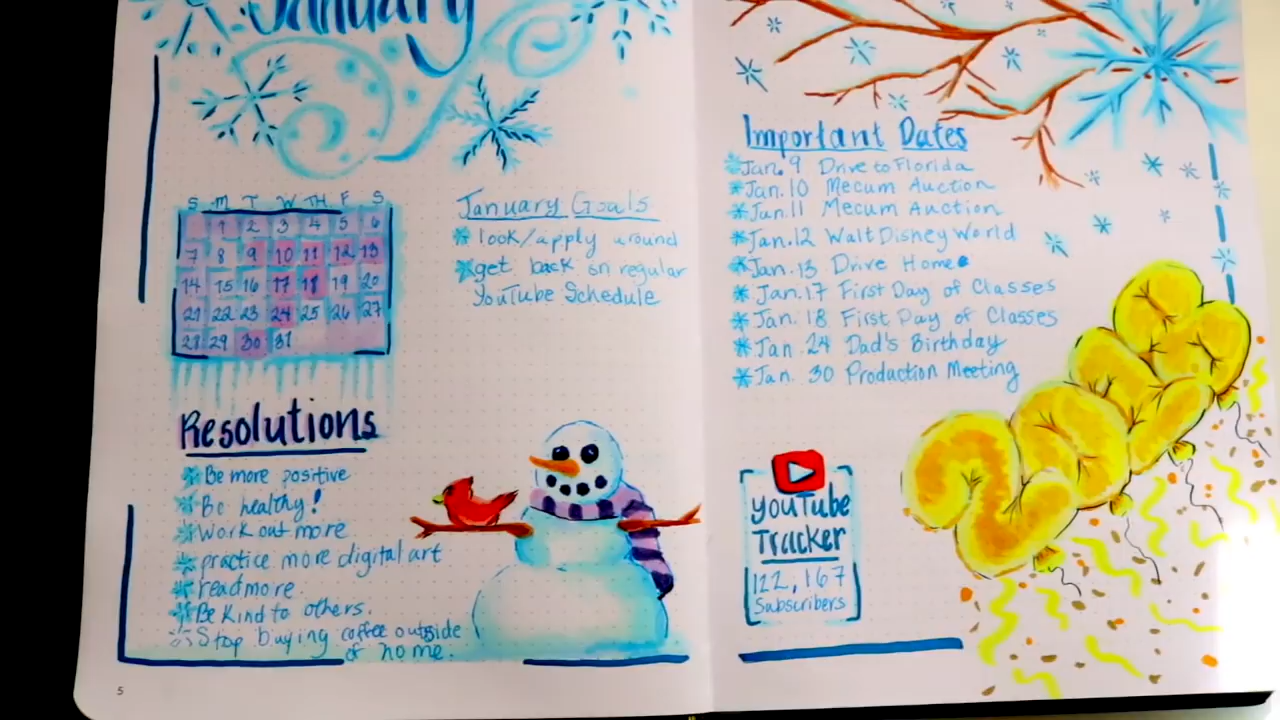 January
S M T W TH F S
1 2 3 4 5 6
7 8 9 10 11 12 13
14 15 16 17 18 19 20
21 22 23 24 25 26 27
28 29 30 31
January Goals
look/apply around
get back on regular
YouTube Schedule
Resolutions
Be more positive
Be healthy!
Work out more
practice more digital art
read more
Be Kind to others.
Stop buying coffee outside
of home.
5
Important Dates
Jan. 9 Drive to Florida
Jan. 10 Mecum Auction
Jan. 11 Mecum Auction
Jan. 12 Walt Disney World
Jan. 13 Drive Home
Jan. 17 First Day of Classes
Jan. 18 First Day of Classes
Jan 24 Dad's Birthday
Jan. 30 Production Meeting
YouTube
Tracker
122,167
Subscribers